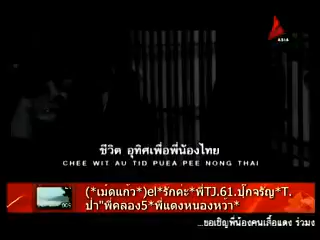 ASIA
ชีวิต อุทิศเพื่อพี่น้องไทย
CHEE WIT AU TID PUEA PEE NONG THAI
(*เม่ดแก้ว*)el*รักคะ*พี่TJ.61.ปุ๊กจรัญ*T.
ป่า"พี่คลอง5*พี่แดงหนองหว้า*
...ขอเชิญพี่น้องคนเสื้อแดง ร่วมง